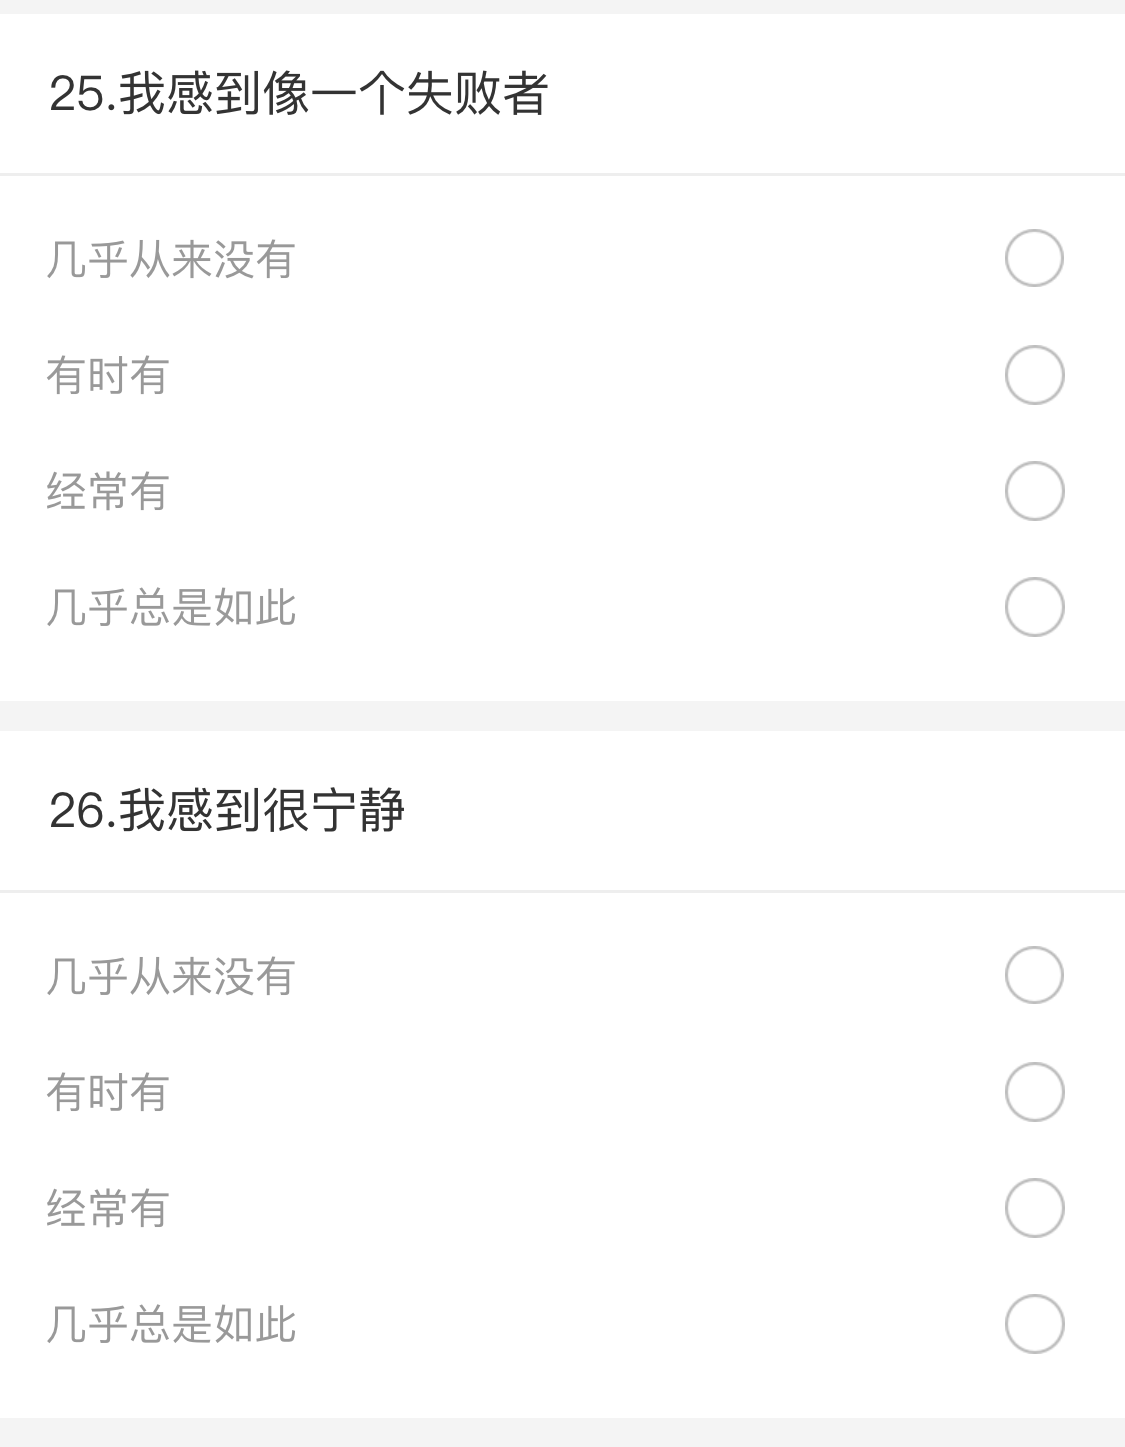 25.我感到像一个失败者
几乎从来没有
有时有
经常有
几乎总是如此
26.我感到很宁静
几乎从来没有
有时有
经常有
几乎总是如此